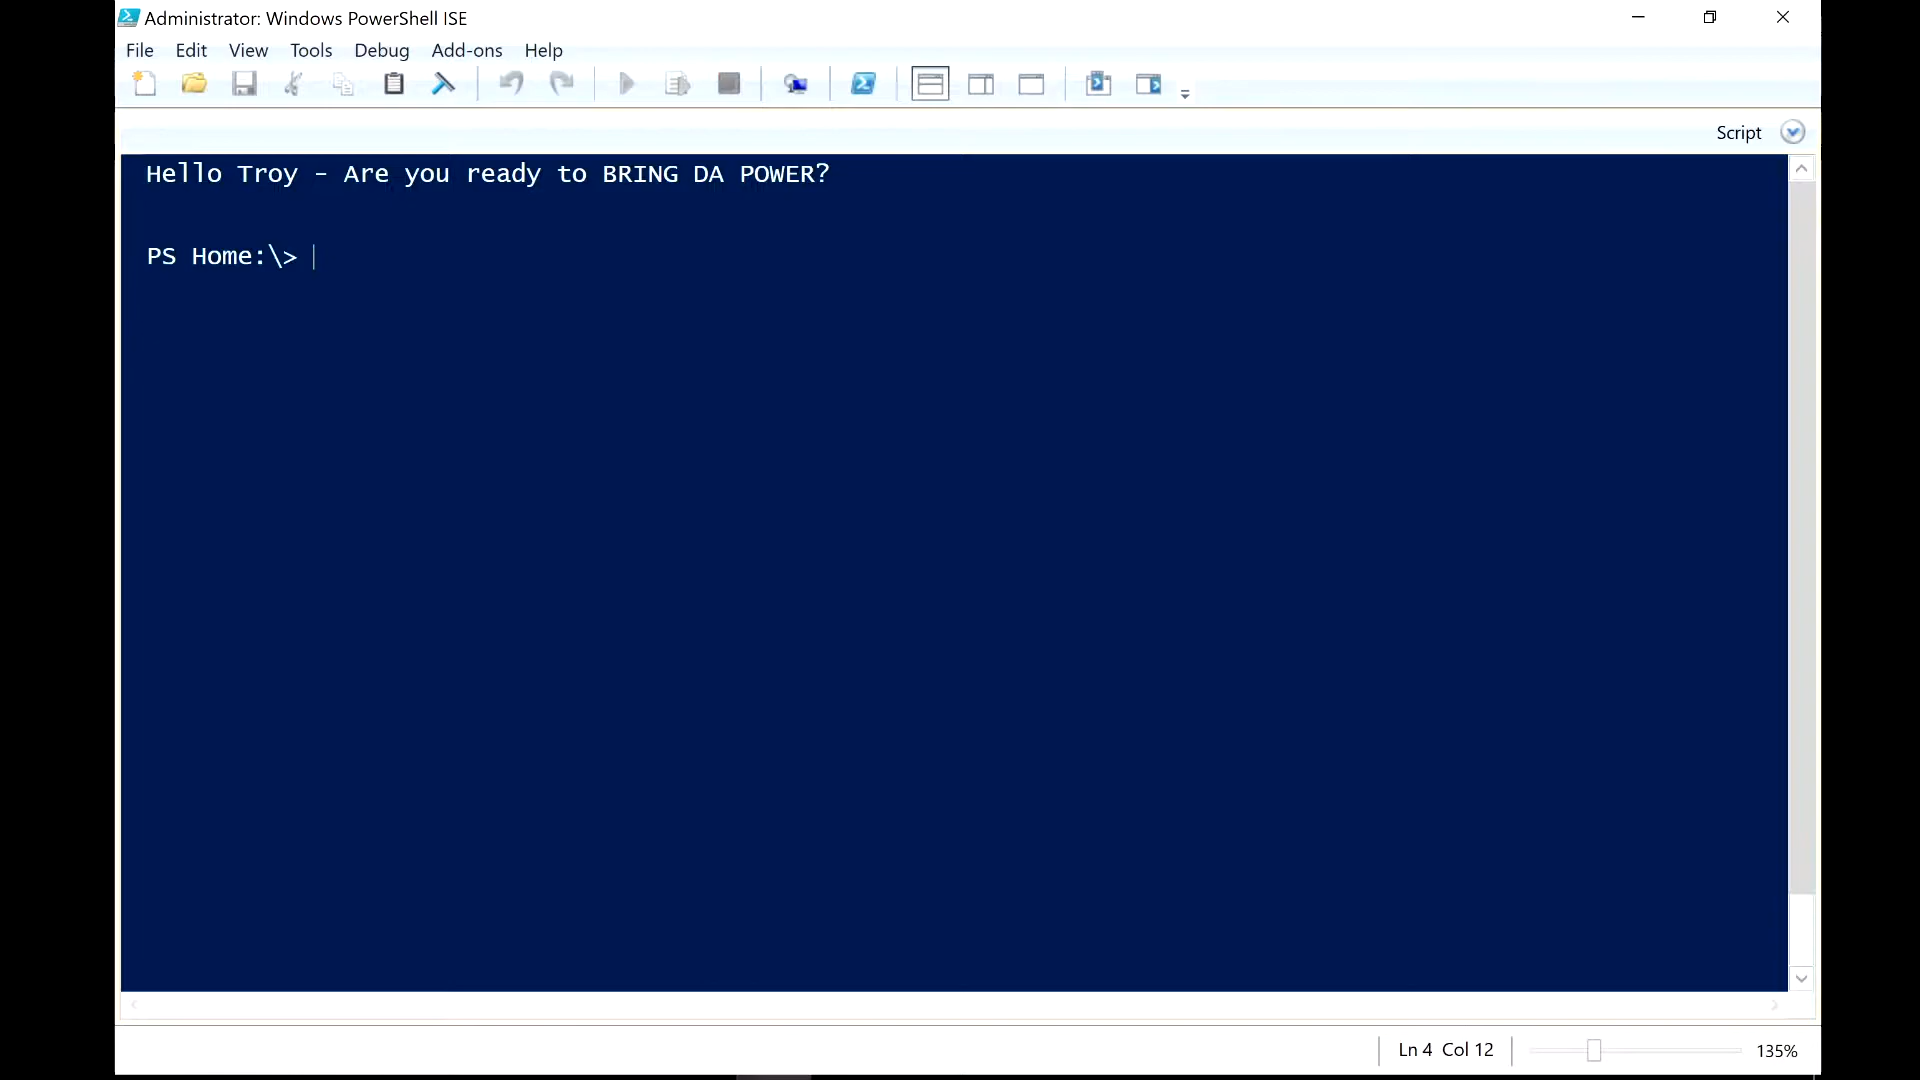 Administrator: Windows PowerShell ISE
File Edit View Tools Debug Add-ons Help
Script
Hello Troy - Are you ready to BRING DA POWER?
PS Home:\>
Ln 4 Col 12
135%